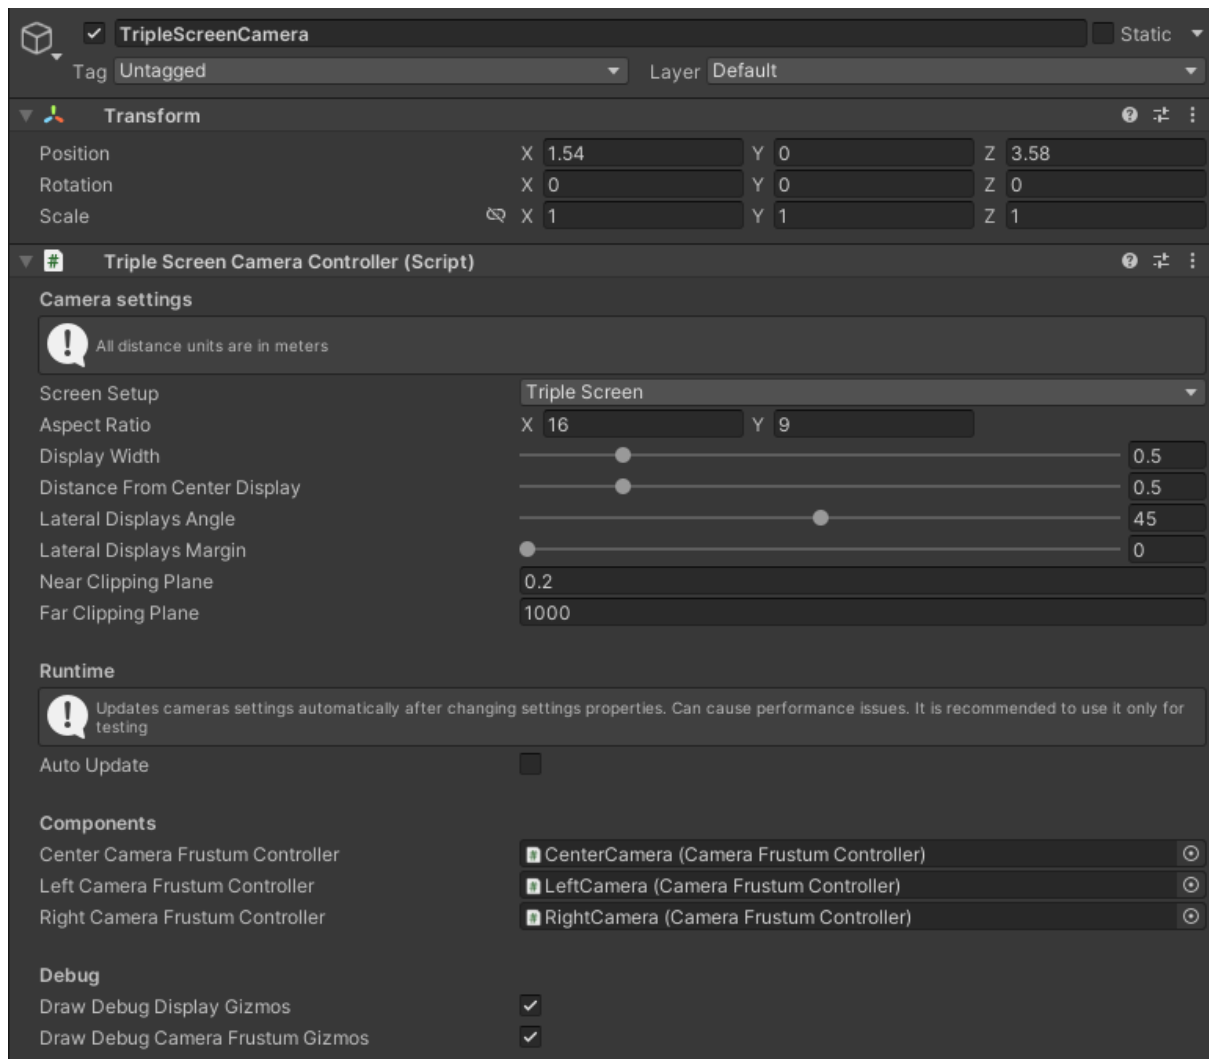 TripleScreenCamera Static
Tag Untagged Layer Default
Transform
Position X 1.54 Y 0 Z 3.58
Rotation X 0 Y 0 Z 0
Scale X 1 Y 1 Z 1
# Triple Screen Camera Controller (Script)
Camera settings
All distance units are in meters
Screen Setup Triple Screen
Aspect Ratio X 16 Y 9
Display Width 0.5
Distance From Center Display 0.5
Lateral Displays Angle 45
Lateral Displays Margin 0
Near Clipping Plane 0.2
Far Clipping Plane 1000
Runtime
Updates cameras settings automatically after changing settings properties. Can cause performance issues. It is recommended to use it only for
testing
Auto Update
Components
Center Camera Frustum Controller # CenterCamera (Camera Frustum Controller)
Left Camera Frustum Controller # LeftCamera (Camera Frustum Controller)
Right Camera Frustum Controller # RightCamera (Camera Frustum Controller)
Debug
Draw Debug Display Gizmos
Draw Debug Camera Frustum Gizmos